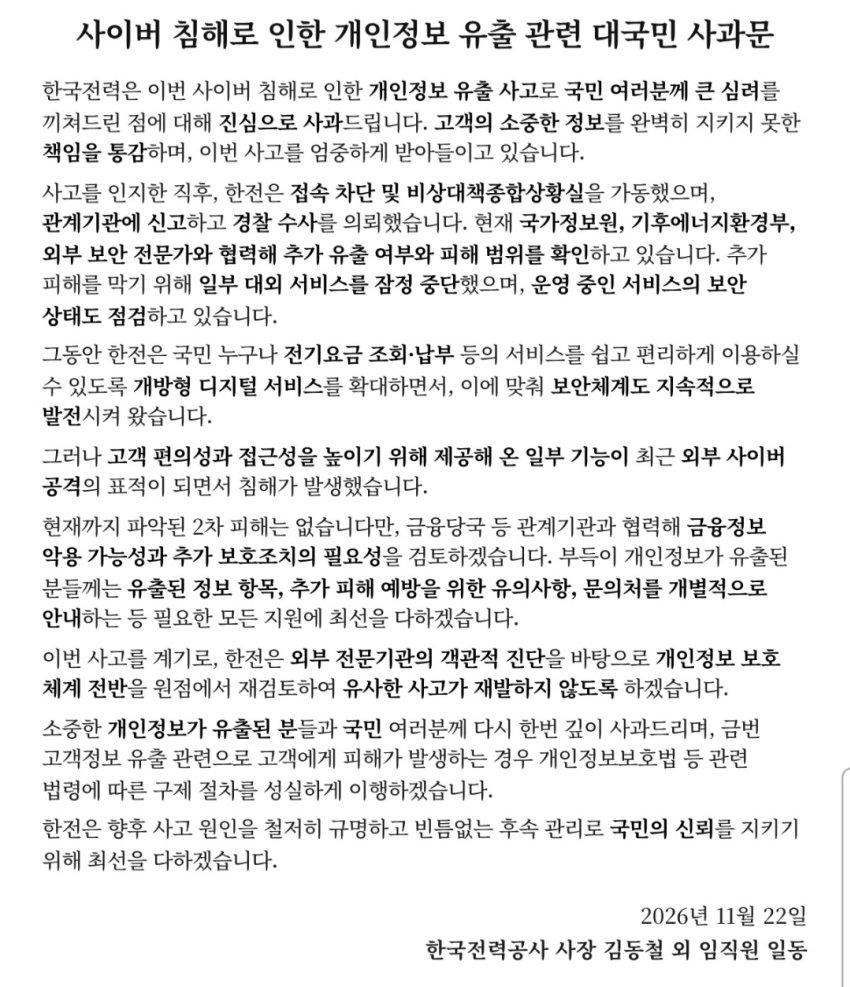 사이버 침해로 인한 개인정보 유출 관련 대국민 사과문
한국전력은 이번 사이버 침해로 인한 개인정보 유출 사고로 국민 여러분께 큰 심려를
끼쳐드린 점에 대해 진심으로 사과드립니다. 고객의 소중한 정보를 완벽히 지키지 못한
책임을 통감하며, 이번 사고를 엄중하게 받아들이고 있습니다.
사고를 인지한 직후, 한전은 접속 차단 및 비상대책종합상황실을 가동했으며,
관계기관에 신고하고 경찰 수사를 의뢰했습니다. 현재 국가정보원, 기후에너지환경부,
외부 보안 전문가와 협력해 추가 유출 여부와 피해 범위를 확인하고 있습니다. 추가
피해를 막기 위해 일부 대외 서비스를 잠정 중단했으며, 운영 중인 서비스의 보안
상태도 점검하고 있습니다.
그동안 한전은 국민 누구나 전기요금 조회·납부 등의 서비스를 쉽고 편리하게 이용하실
수 있도록 개방형 디지털 서비스를 확대하면서, 이에 맞춰 보안체계도 지속적으로
발전시켜 왔습니다.
그러나 고객 편의성과 접근성을 높이기 위해 제공해 온 일부 기능이 최근 외부 사이버
공격의 표적이 되면서 침해가 발생했습니다.
현재까지 파악된 2차 피해는 없습니다만, 금융당국 등 관계기관과 협력해 금융정보
악용 가능성과 추가 보호조치의 필요성을 검토하겠습니다. 부득이 개인정보가 유출된
분들께는 유출된 정보 항목, 추가 피해 예방을 위한 유의사항, 문의처를 개별적으로
안내하는 등 필요한 모든 지원에 최선을 다하겠습니다.
이번 사고를 계기로, 한전은 외부 전문기관의 객관적 진단을 바탕으로 개인정보 보호
체계 전반을 원점에서 재검토하여 유사한 사고가 재발하지 않도록 하겠습니다.
소중한 개인정보가 유출된 분들과 국민 여러분께 다시 한번 깊이 사과드리며, 금번
고객정보 유출 관련으로 고객에게 피해가 발생하는 경우 개인정보보호법 등 관련
법령에 따른 구제 절차를 성실하게 이행하겠습니다.
한전은 향후 사고 원인을 철저히 규명하고 빈틈없는 후속 관리로 국민의 신뢰를 지키기
위해 최선을 다하겠습니다.
2026년 11월 22일
한국전력공사 사장 김동철 외 임직원 일동